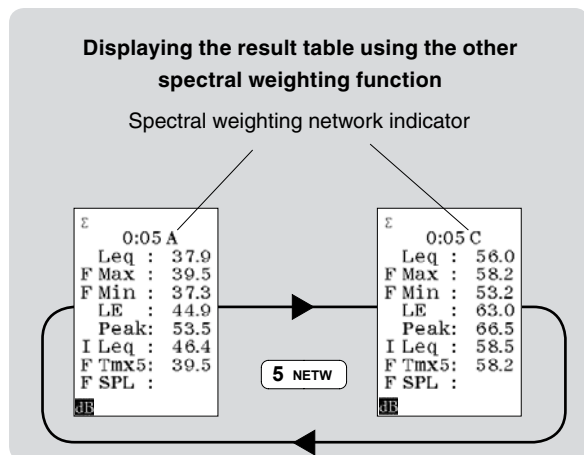 Displaying the result table using the other
spectral weighting function
Spectral weighting network indicator
Σ
0:05 A
Leq : 37.9
F Max : 39.5
F Min : 37.3
LE : 44.9
Peak: 53.5
I Leq : 46.4
F Tmx5: 39.5
F SPL :
dB
5 NETW
Σ
0:05 C
Leq : 56.0
F Max : 58.2
F Min : 53.2
LE : 63.0
Peak: 66.5
I Leq : 58.5
F Tmx5: 58.2
F SPL :
dB